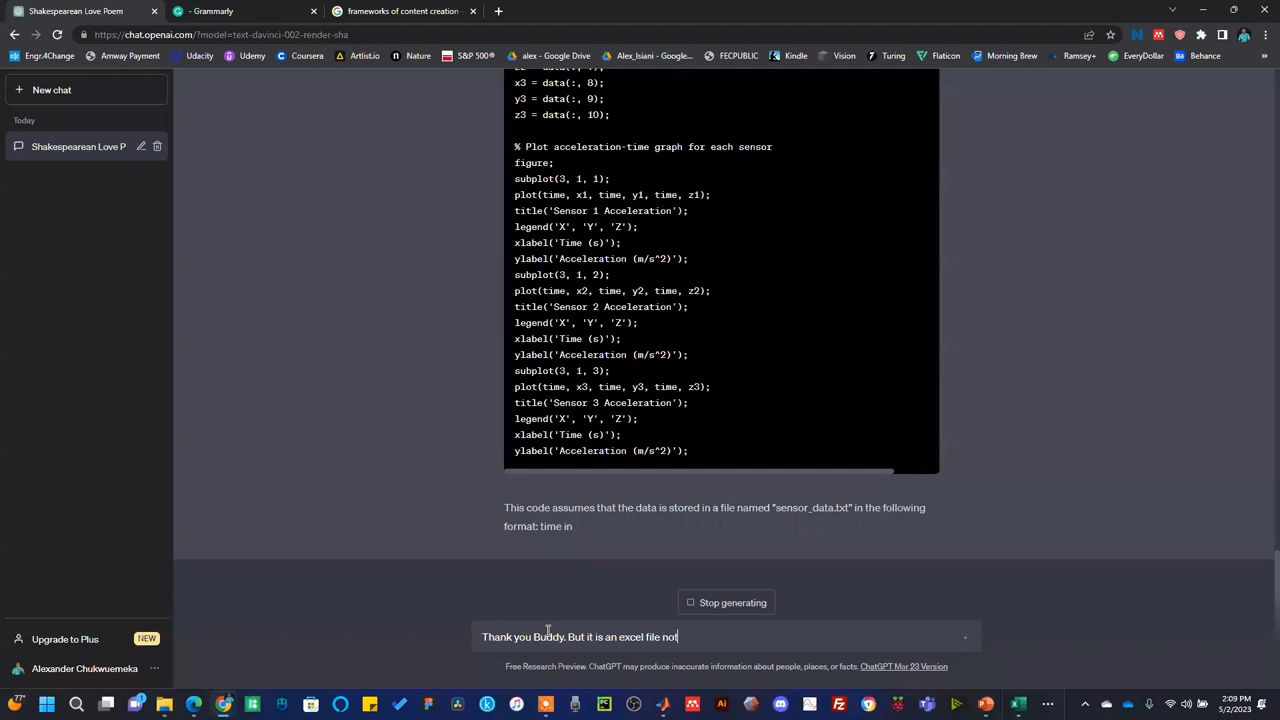 Shakespearean Love Poem
- Grammarly
frameworks of content creation -
https://chat.openai.com/?model=text-davinci-002-render-sha
Engr.4Change
Amway Payment
Udacity
Udemy
Coursera
Artlist.io
Nature
S&P 500®
alex - Google Drive
Alex_Isiani - Google...
FECPUBLIC
Kindle
Vision
Turing
Flaticon
Morning Brew
Ramsey+
EveryDollar
Behance
+ New chat
Today
Shakespearean Love P
x3 = data(:, 8);
y3 = data(:, 9);
z3 = data(:, 10);
% Plot acceleration-time graph for each sensor
figure;
subplot(3, 1, 1);
plot(time, x1, time, y1, time, z1);
title('Sensor 1 Acceleration');
legend('X', 'Y', 'Z');
xlabel('Time (s)');
ylabel('Acceleration (m/s^2)');
subplot(3, 1, 2);
plot(time, x2, time, y2, time, z2);
title('Sensor 2 Acceleration');
legend('X', 'Y', 'Z');
xlabel('Time (s)');
ylabel('Acceleration (m/s^2)');
subplot(3, 1, 3);
plot(time, x3, time, y3, time, z3);
title('Sensor 3 Acceleration');
legend('X', 'Y', 'Z');
xlabel('Time (s)');
ylabel('Acceleration (m/s^2)');
This code assumes that the data is stored in a file named "sensor_data.txt" in the following
format: time in
Stop generating
Thank you Buddy. But it is an excel file not
Free Research Preview. ChatGPT may produce inaccurate information about people, places, or facts. ChatGPT Mar 23 Version
Upgrade to Plus
NEW
Alexander Chukwuemeka
77°
2:09 PM
5/2/2023